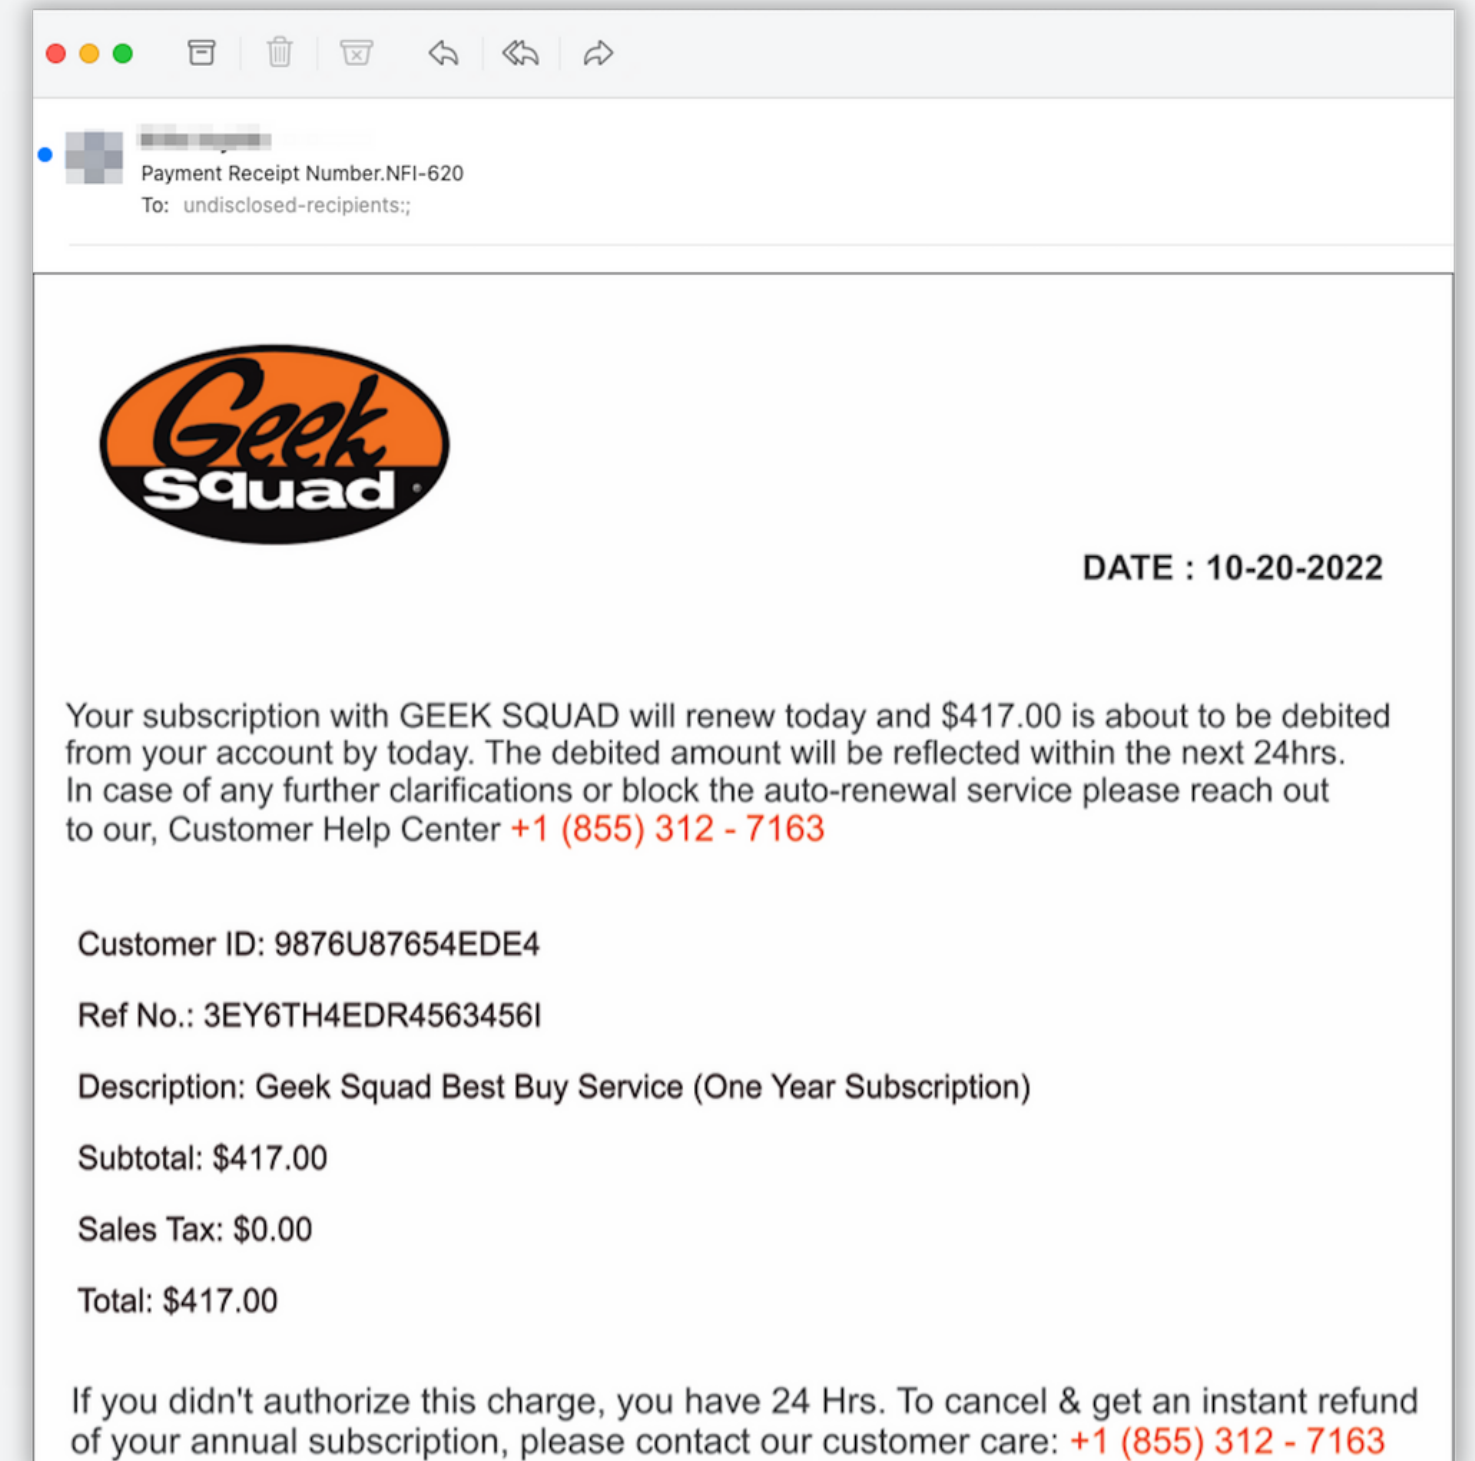 Payment Receipt Number.NFI-620
To: undisclosed-recipients:;
Geek
Squad
DATE : 10-20-2022
Your subscription with GEEK SQUAD will renew today and $417.00 is about to be debited
from your account by today. The debited amount will be reflected within the next 24hrs.
In case of any further clarifications or block the auto-renewal service please reach out
to our, Customer Help Center +1 (855) 312 - 7163
Customer ID: 9876U87654EDE4
Ref No.: 3EY6TH4EDR4563456I
Description: Geek Squad Best Buy Service (One Year Subscription)
Subtotal: $417.00
Sales Tax: $0.00
Total: $417.00
If you didn't authorize this charge, you have 24 Hrs. To cancel & get an instant refund
of your annual subscription, please contact our customer care: +1 (855) 312 - 7163